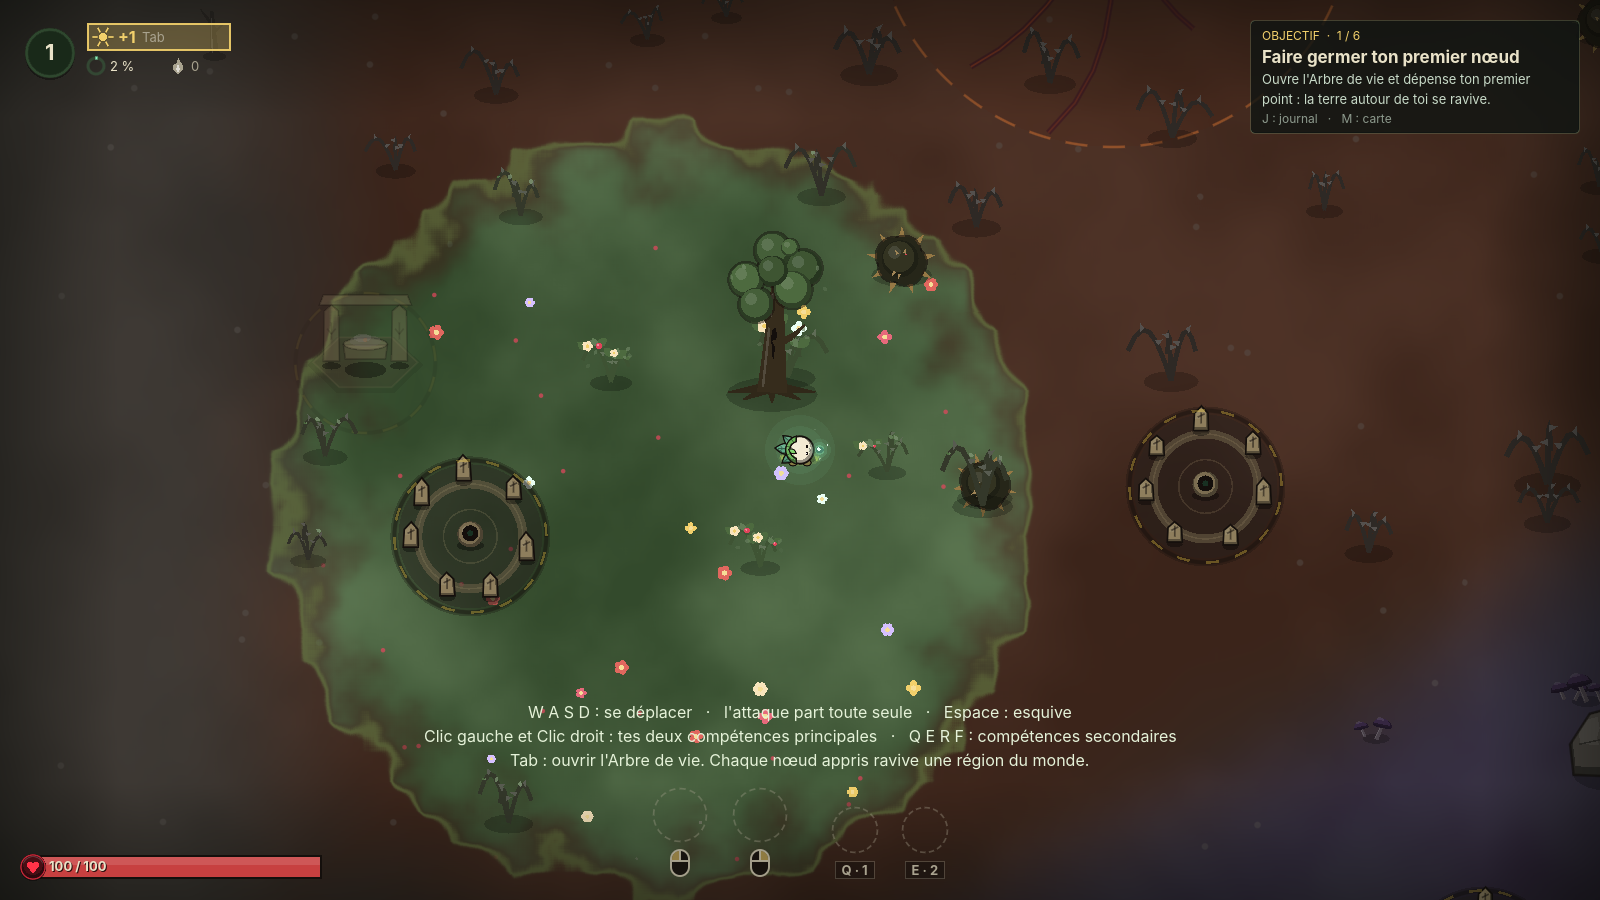 1
+1 Tab
2 %
0
OBJECTIF · 1 / 6
Faire germer ton premier nœud
Ouvre l'Arbre de vie et dépense ton premier
point : la terre autour de toi se ravive.
J : journal · M : carte
W A S D : se déplacer · l'attaque part toute seule · Espace : esquive
Clic gauche et Clic droit : tes deux compétences principales · Q E R F : compétences secondaires
Tab : ouvrir l'Arbre de vie. Chaque nœud appris ravive une région du monde.
100 / 100
Q · 1
E · 2